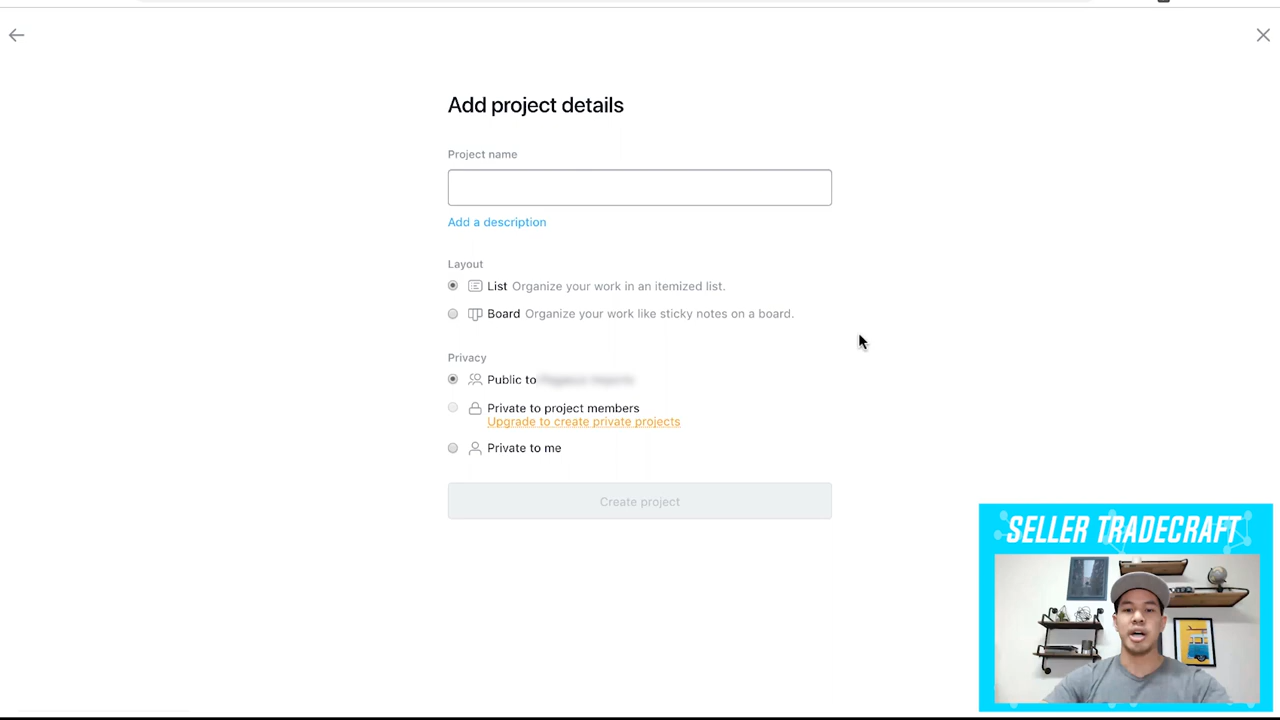 Add project details
Project name
Add a description
Layout
List Organize your work in an itemized list.
Board Organize your work like sticky notes on a board.
Privacy
Public to
Private to project members
Upgrade to create private projects
Private to me
Create project
SELLER TRADECRAFT